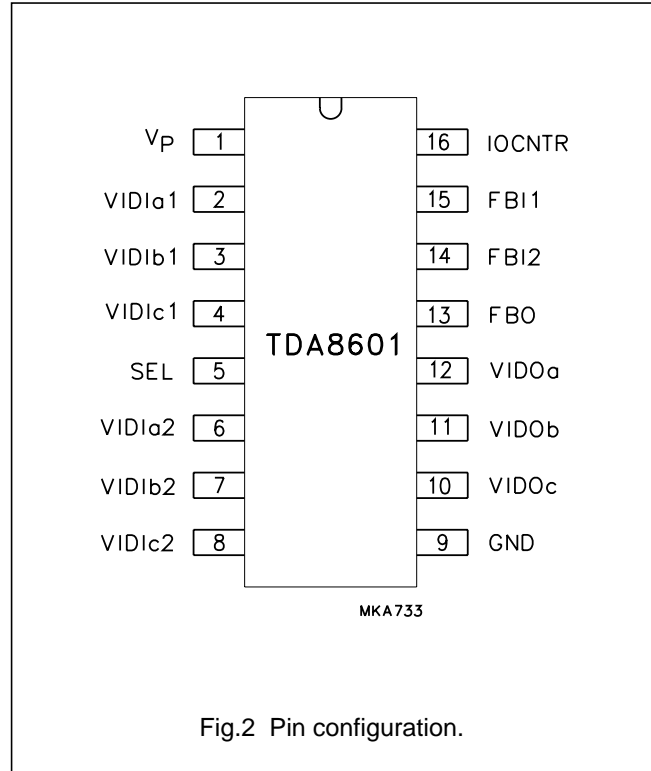 VP 1 16 IOCNTR
VIDIa1 2 15 FBI1
VIDIb1 3 14 FBI2
VIDIc1 4 13 FBO
TDA8601
SEL 5 12 VIDOa
VIDIa2 6 11 VIDOb
VIDIb2 7 10 VIDOc
VIDIc2 8 9 GND
MKA733
Fig.2 Pin configuration.